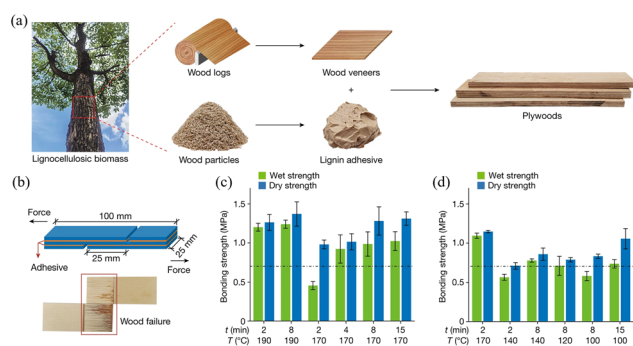 (a)
Wood logs
Wood veneers
+
Plywoods
Lignocellulosic biomass
Wood particles
Lignin adhesive
(b)
Force
100 mm
25 mm
25 mm
Adhesive
Force
Wood failure
(c)
Wet strength
Dry strength
Bonding strength (MPa)
1.5
1.0
0.5
0
t (min) 2 8 2 4 8 15
T (°C) 190 190 170 170 170 170
(d)
Wet strength
Dry strength
Bonding strength (MPa)
1.5
1.0
0.5
0
t (min) 2 2 8 8 8 15
T (°C) 170 140 140 120 100 100